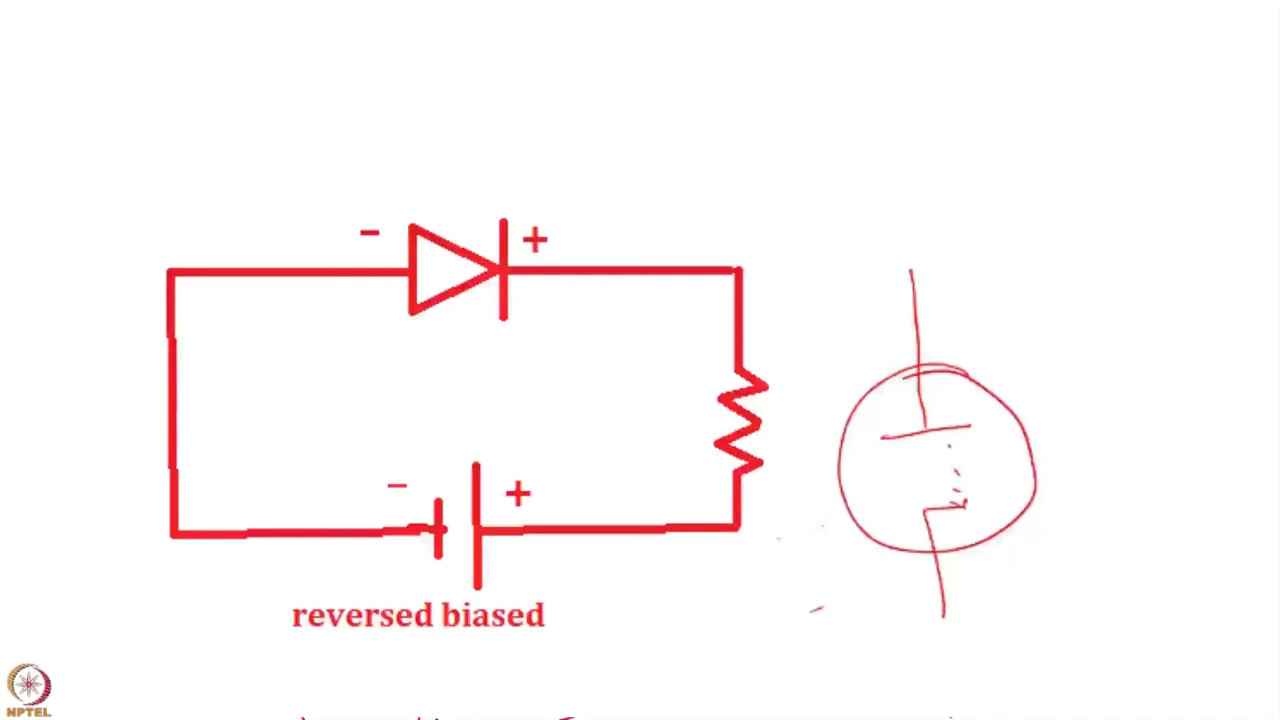 − +
− +
reversed biased
NPTEL